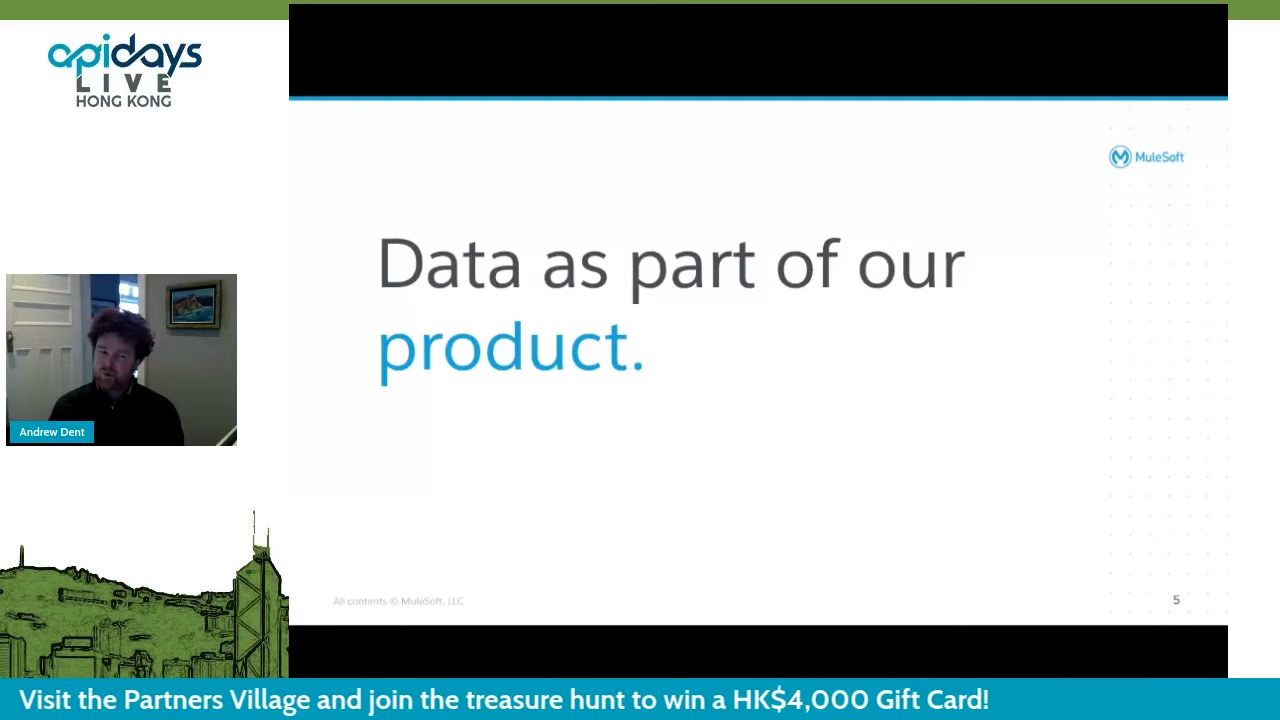 apidays
LIVE
HONG KONG
MuleSoft
Data as part of our
product.
Andrew Dent
All contents © MuleSoft, LLC
5
Visit the Partners Village and join the treasure hunt to win a HK$4,000 Gift Card!